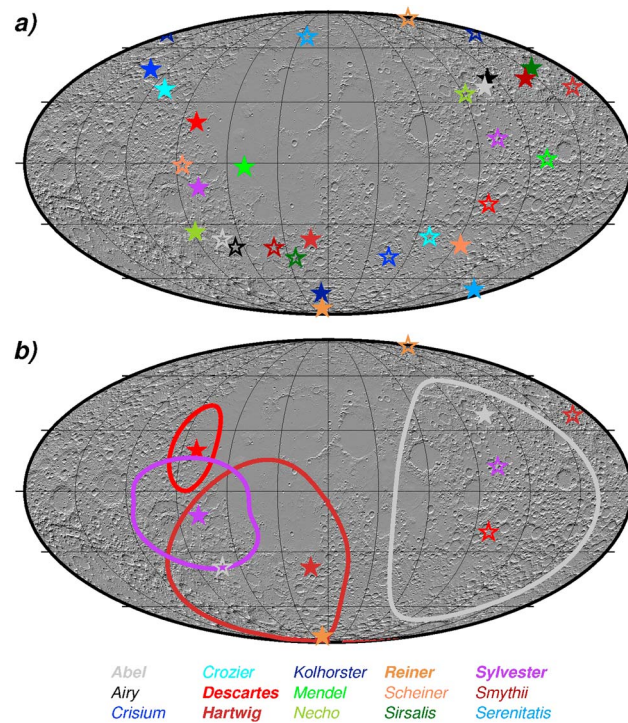 a)
b)
Abel Crozier Kolhorster Reiner Sylvester
Airy Descartes Mendel Scheiner Smythii
Crisium Hartwig Necho Sirsalis Serenitatis